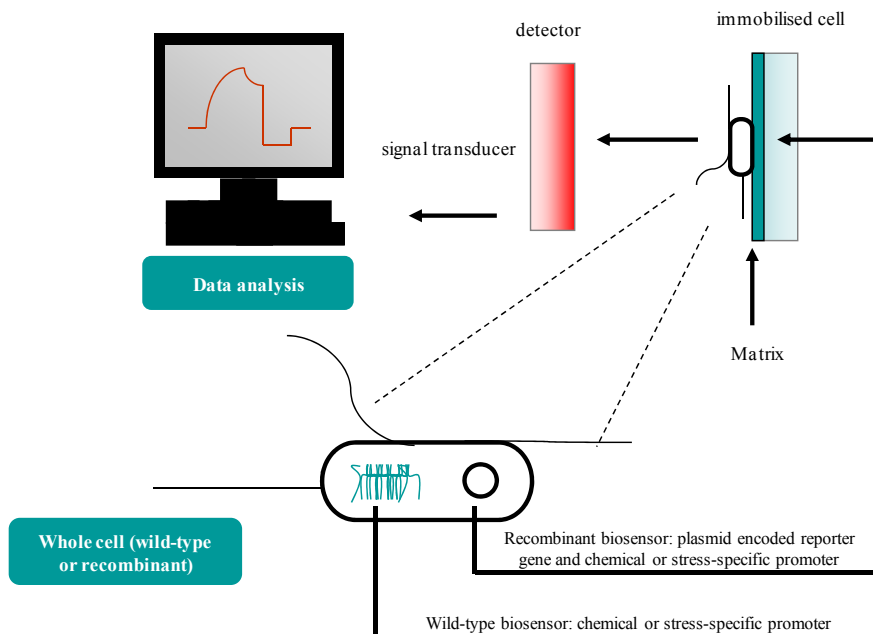 immobilised cell
detector
signal transducer
Data analysis
Matrix
Whole cell (wild-type
or recombinant)
Recombinant biosensor: plasmid encoded reporter
gene and chemical or stress-specific promoter
Wild-type biosensor: chemical or stress-specific promoter